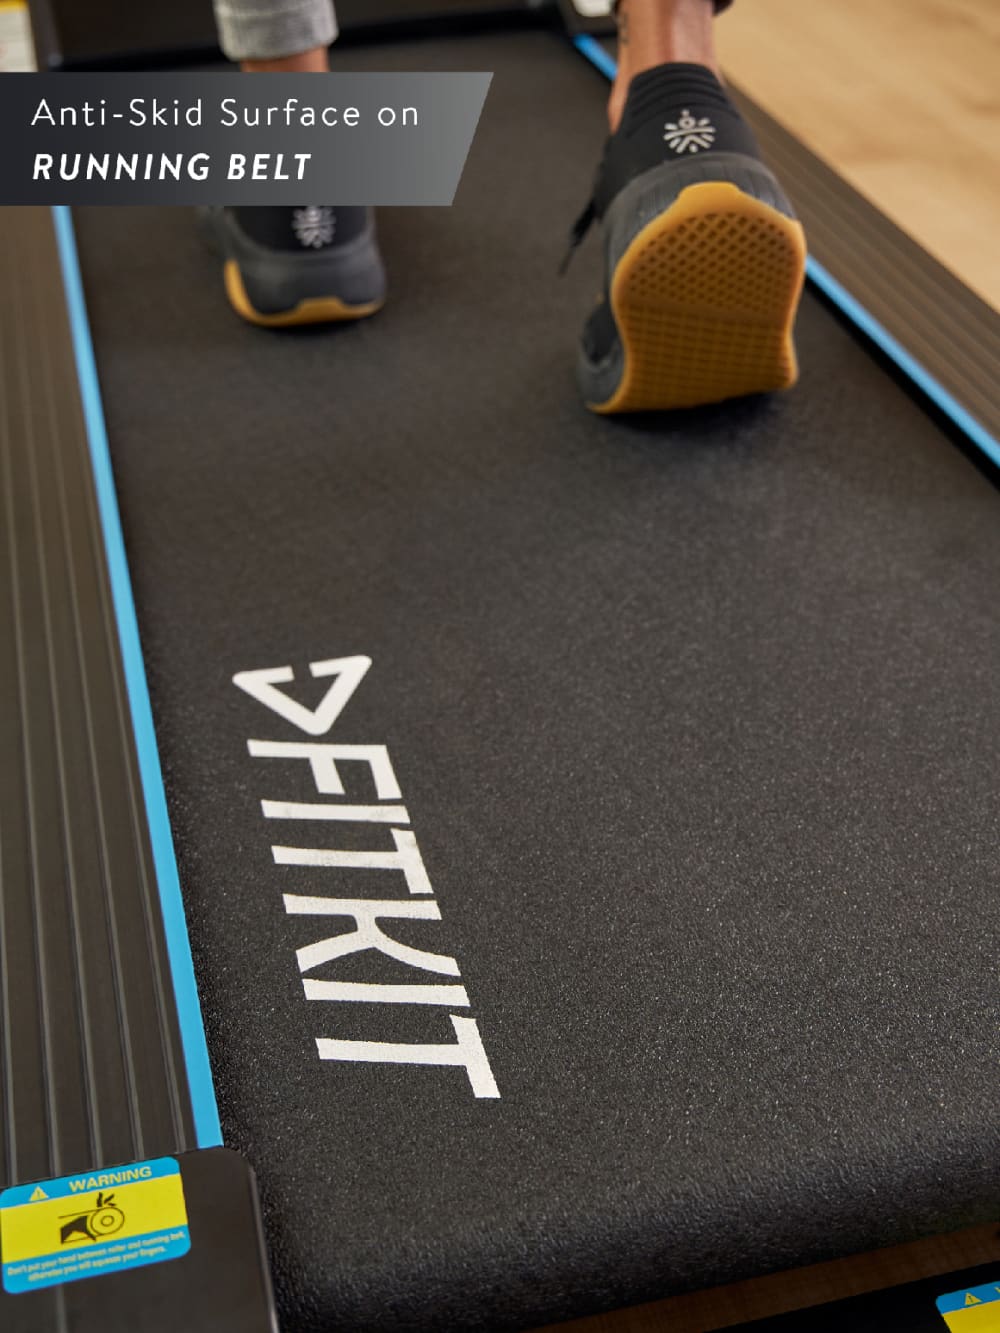 Anti-Skid Surface on
RUNNING BELT
FITKIT
WARNING
Don't put your hand between roller and running belt,
otherwise you will squeeze your fingers.